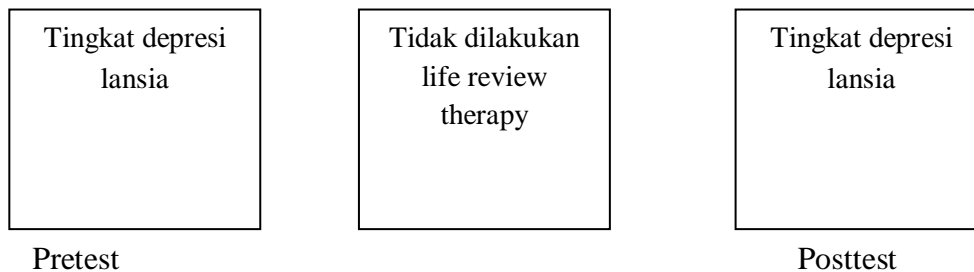 Tingkat depresi
lansia
Tidak dilakukan
life review
therapy
Tingkat depresi
lansia
Pretest
Posttest